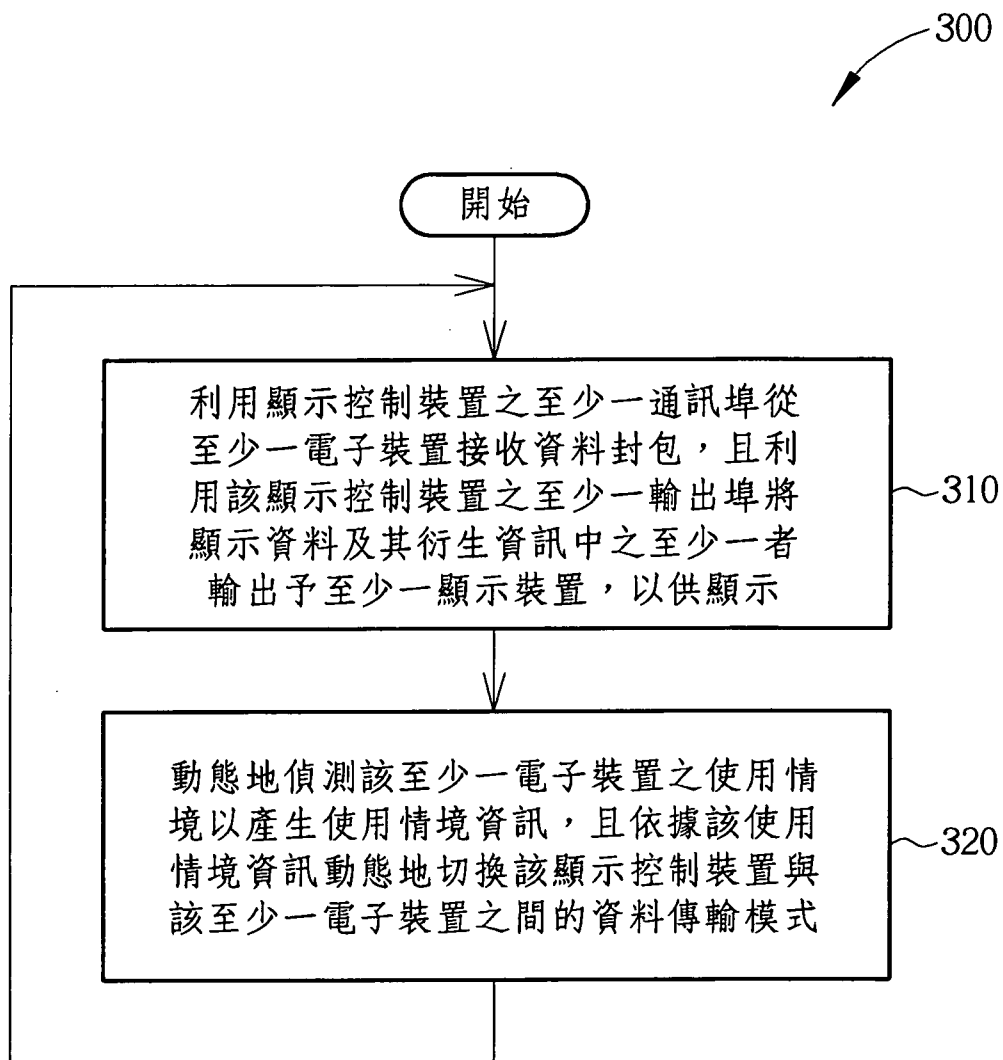 300
開始
利用顯示控制裝置之至少一通訊埠從
至少一電子裝置接收資料封包，且利
用該顯示控制裝置之至少一輸出埠將
顯示資料及其衍生資訊中之至少一者
輸出予至少一顯示裝置，以供顯示
310
動態地偵測該至少一電子裝置之使用情
境以產生使用情境資訊，且依據該使用
情境資訊動態地切換該顯示控制裝置與
該至少一電子裝置之間的資料傳輸模式
320